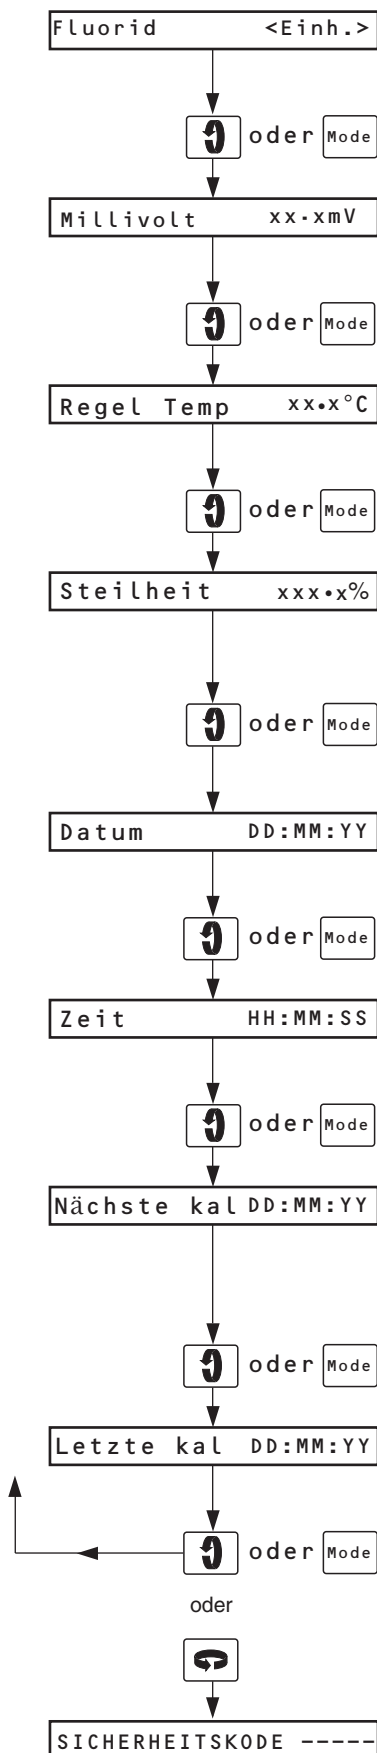 Fluorid <Einh.>
oder Mode
Millivolt xx.xmV
oder Mode
Regel Temp xx•x°C
oder Mode
Steilheit xxx•x%
oder Mode
Datum DD:MM:YY
oder Mode
Zeit HH:MM:SS
oder Mode
Nächste kal DD:MM:YY
oder Mode
Letzte kal DD:MM:YY
oder Mode
oder
SICHERHEITSKODE -----